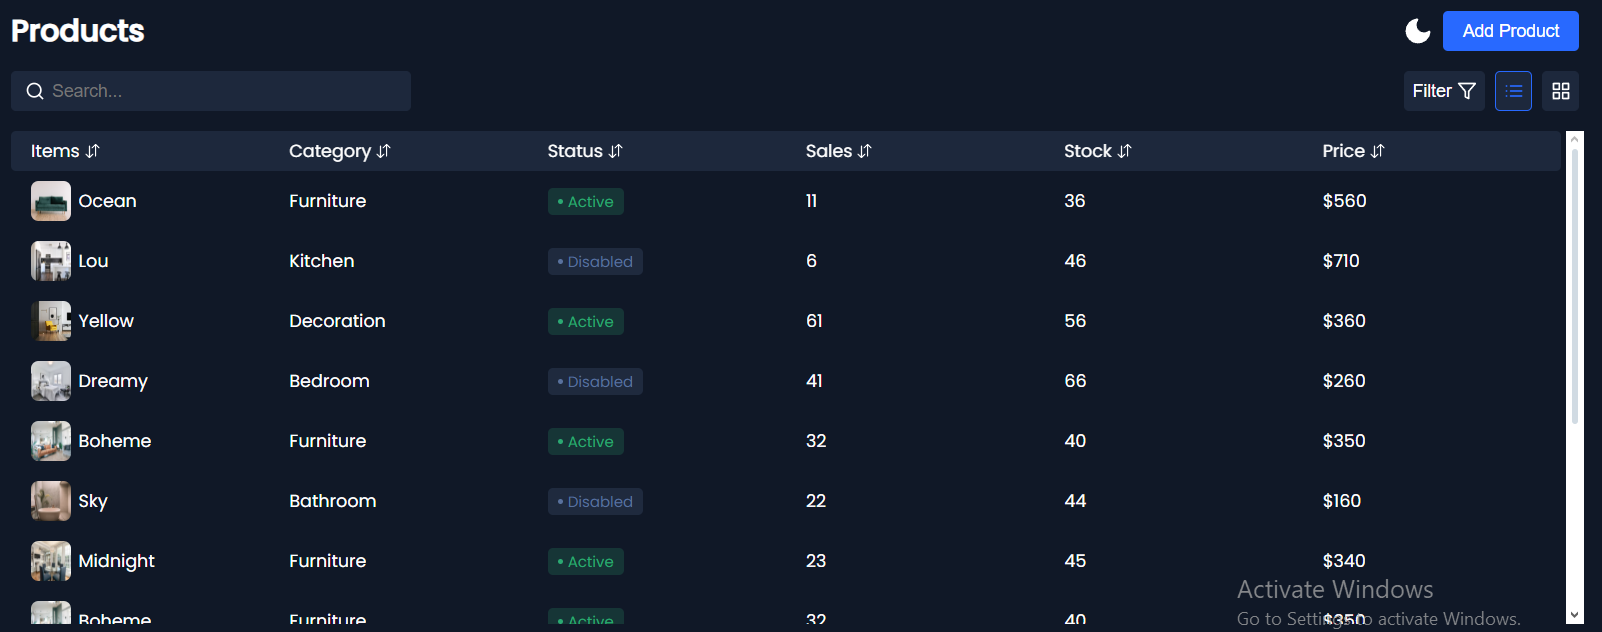 Products
Add Product
Search...
Filter
Items Category Status Sales Stock Price
Ocean Furniture • Active 11 36 $560
Lou Kitchen • Disabled 6 46 $710
Yellow Decoration • Active 61 56 $360
Dreamy Bedroom • Disabled 41 66 $260
Boheme Furniture • Active 32 40 $350
Sky Bathroom • Disabled 22 44 $160
Midnight Furniture • Active 23 45 $340
Activate Windows
Boheme Furniture • Active 32 40 $350
Go to Settings to activate Windows.